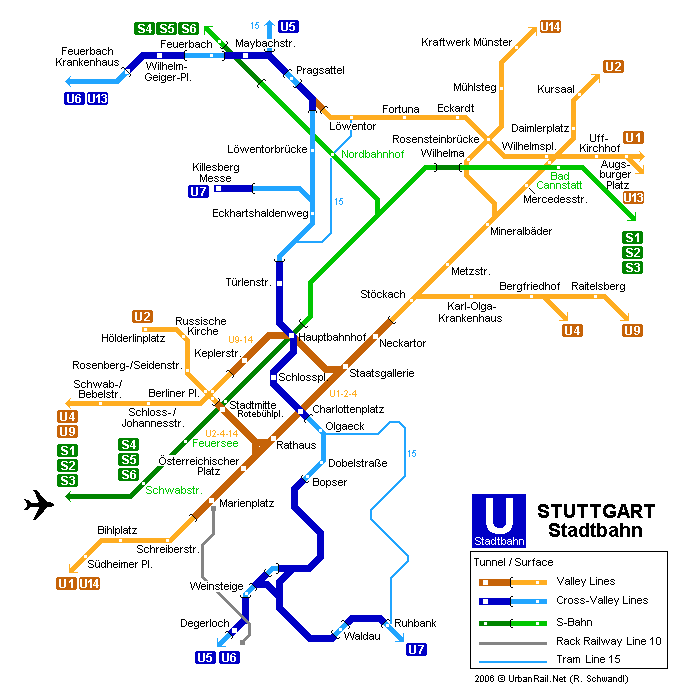 S4 S5 S6
15
U5
U14
Feuerbach
Maybachstr.
Kraftwerk Münster
Feuerbach
Krankenhaus
Wilhelm-
Geiger-Pl.
Pragsattel
U2
U6 U13
Mühlsteg
Kursaal
Fortuna
Eckardt
Löwentor
Daimlerplatz
Rosensteinbrücke
Wilhelmspl.
Uff-
Kirchhof
U1
Löwentorbrücke
Nordbahnhof
Wilhelma
Killesberg
Messe
Bad
Cannstatt
Augs-
burger
Platz
U7
15
Mercedesstr.
U13
Eckhartshaldenweg
Mineralbäder
S1
S2
S3
Türlenstr.
Metzstr.
Stöckach
Bergfriedhof
Raitelsberg
Karl-Olga-
Krankenhaus
U2
Russische
Kirche
Hölderlinplatz
U9-14
Hauptbahnhof
Neckartor
U4
U9
Keplerstr.
Rosenberg-/Seidenstr.
Staatsgallerie
Schlosspl.
Schwab-/
Bebelstr.
Berliner Pl.
U1-2-4
U4
U9
Schloss-/
Johannesstr.
Stadtmitte
Rotebühlpl.
Charlottenplatz
Olgaeck
U2-4-14
Feuersee
Rathaus
S1
S2
S3
S4
S5
S6
15
Österreichischer
Platz
Dobelstraße
Bopser
Schwabstr.
Marienplatz
Bihlplatz
Schreiberstr.
Südheimer Pl.
U1 U14
Weinsteige
Degerloch
Waldau
Ruhbank
U5 U6
U7
U
Stadtbahn
STUTTGART
Stadtbahn
Tunnel / Surface
Valley Lines
Cross-Valley Lines
S-Bahn
Rack Railway Line 10
Tram Line 15
2006 @ UrbanRail.Net (R. Schwandl)